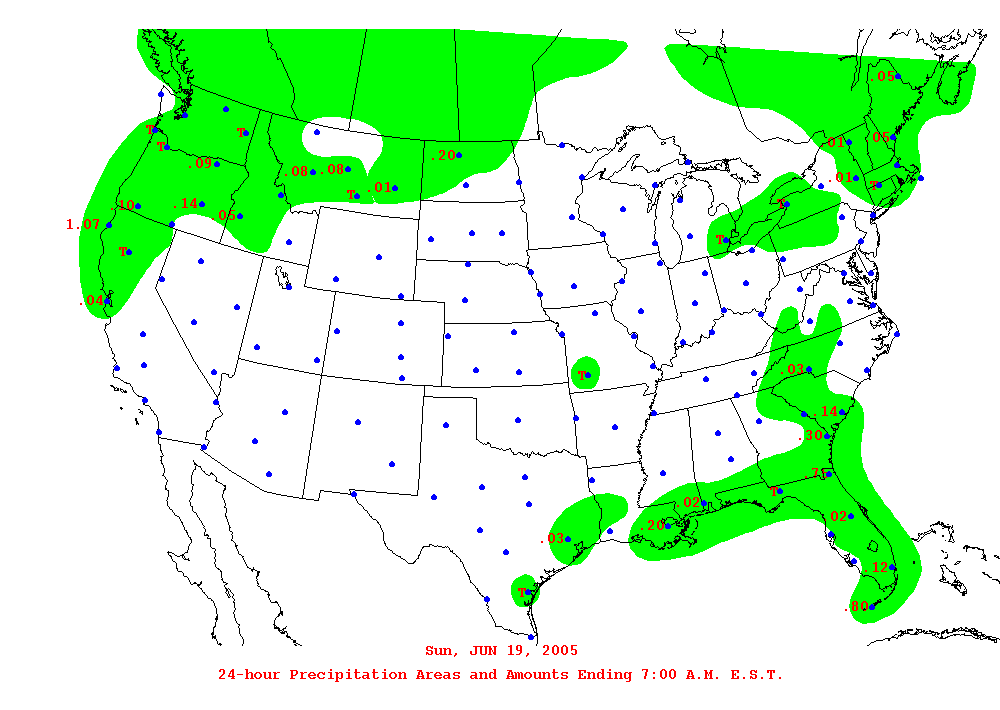 .05
T
T
T
.01
.05
.20
.09
.08
.08
.01
T
.01
T
.10
.14
.05
T
1.07
T
T
.04
.03
T
.14
.30
.7
T
.02
.20
.02
.03
.12
T
.80
Sun, JUN 19, 2005
24-hour Precipitation Areas and Amounts Ending 7:00 A.M. E.S.T.